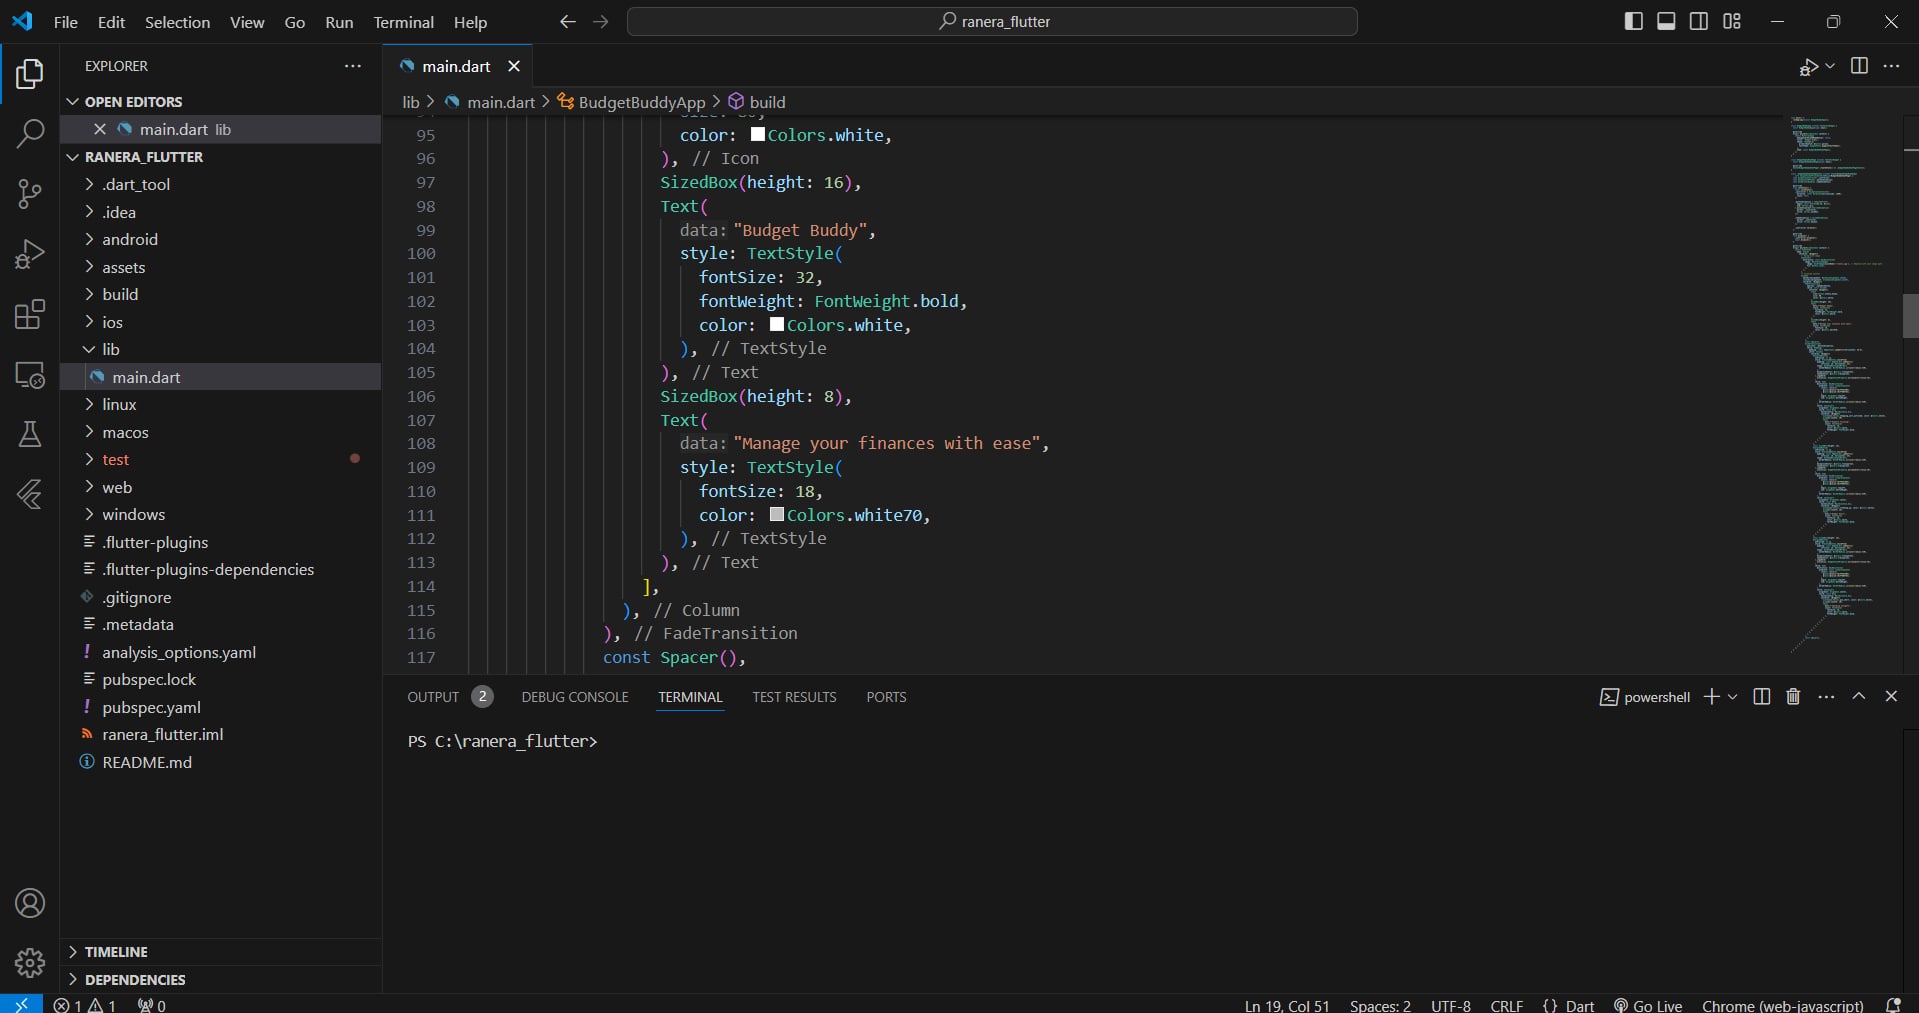 File Edit Selection View Go Run Terminal Help
ranera_flutter
EXPLORER
OPEN EDITORS
main.dart lib
RANERA_FLUTTER
.dart_tool
.idea
android
assets
build
ios
lib
main.dart
linux
macos
test
web
windows
.flutter-plugins
.flutter-plugins-dependencies
.gitignore
.metadata
analysis_options.yaml
pubspec.lock
pubspec.yaml
ranera_flutter.iml
README.md
TIMELINE
DEPENDENCIES
main.dart
lib main.dart BudgetBuddyApp build
95 color: Colors.white,
96 ), // Icon
97 SizedBox(height: 16),
98 Text(
99 data: "Budget Buddy",
100 style: TextStyle(
101 fontSize: 32,
102 fontWeight: FontWeight.bold,
103 color: Colors.white,
104 ), // TextStyle
105 ), // Text
106 SizedBox(height: 8),
107 Text(
108 data: "Manage your finances with ease",
109 style: TextStyle(
110 fontSize: 18,
111 color: Colors.white70,
112 ), // TextStyle
113 ), // Text
114 ],
115 ), // Column
116 ), // FadeTransition
117 const Spacer(),
OUTPUT 2 DEBUG CONSOLE TERMINAL TEST RESULTS PORTS
powershell
PS C:\ranera_flutter>
1 1 0
Ln 19, Col 51 Spaces: 2 UTF-8 CRLF {} Dart Go Live Chrome (web-javascript)